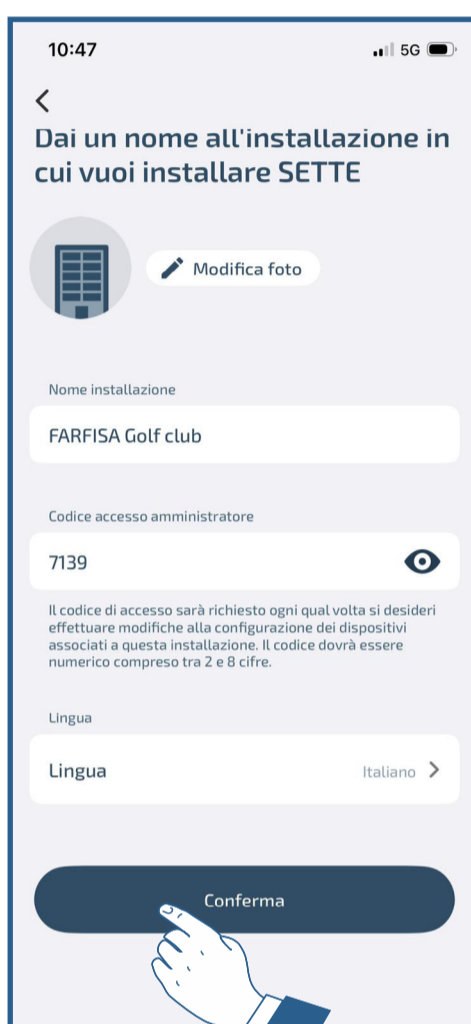 10:47
5G
Dai un nome all'installazione in
cui vuoi installare SETTE
Modifica foto
Nome installazione
FARFISA Golf club
Codice accesso amministratore
7139
Il codice di accesso sarà richiesto ogni qual volta si desideri
effettuare modifiche alla configurazione dei dispositivi
associati a questa installazione. Il codice dovrà essere
numerico compreso tra 2 e 8 cifre.
Lingua
Lingua
Italiano
Conferma